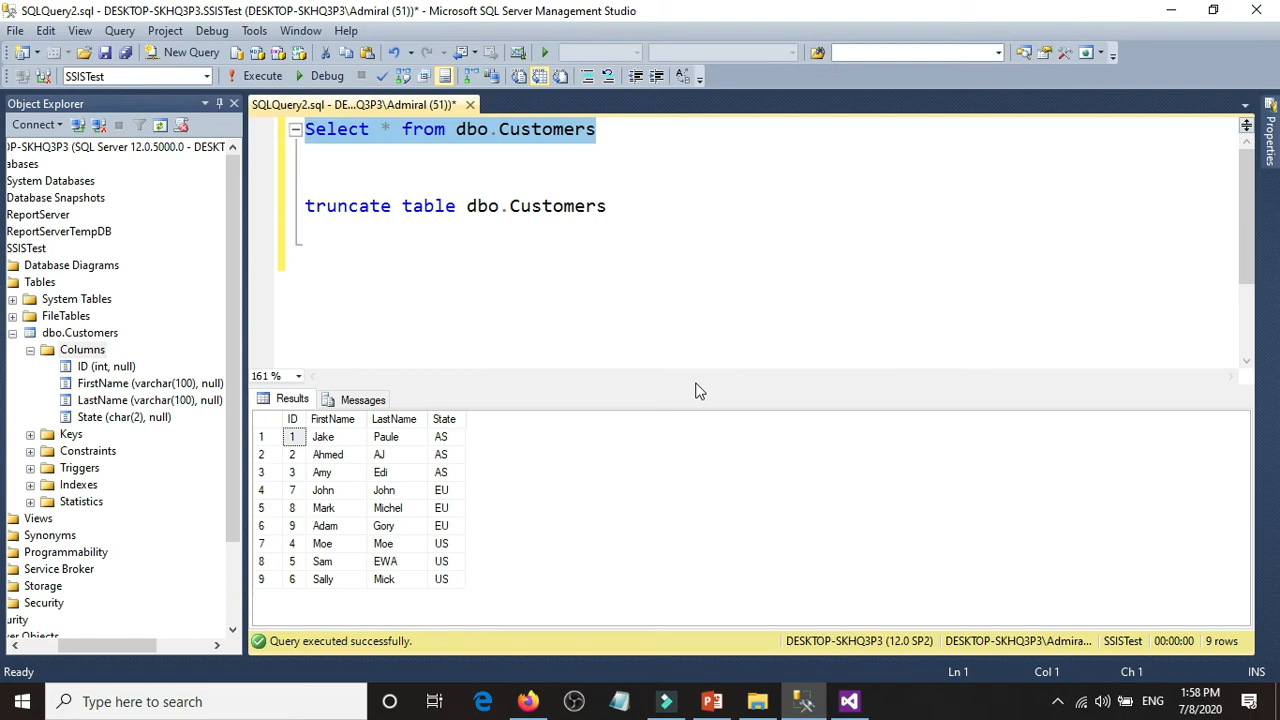 SQLQuery2.sql - DESKTOP-SKHQ3P3.SSISTest (DESKTOP-SKHQ3P3\Admiral (51))* - Microsoft SQL Server Management Studio
File Edit View Query Project Debug Tools Window Help
New Query
SSISTest Execute Debug
Object Explorer
SQLQuery2.sql - DE...Q3P3\Admiral (51))*
Properties
Connect
Select * from dbo.Customers
truncate table dbo.Customers
OP-SKHQ3P3 (SQL Server 12.0.5000.0 - DESKT
abases
System Databases
Database Snapshots
ReportServer
ReportServerTempDB
SSISTest
Database Diagrams
Tables
System Tables
FileTables
dbo.Customers
Columns
ID (int, null)
FirstName (varchar(100), null)
LastName (varchar(100), null)
State (char(2), null)
Keys
Constraints
Triggers
Indexes
Statistics
Views
Synonyms
Programmability
Service Broker
Storage
Security
urity
161 %
Results Messages
ID FirstName LastName State
1 1 Jake Paule AS
2 2 Ahmed AJ AS
3 3 Amy Edi AS
4 7 John John EU
5 8 Mark Michel EU
6 9 Adam Gory EU
7 4 Moe Moe US
8 5 Sam EWA US
9 6 Sally Mick US
Query executed successfully. DESKTOP-SKHQ3P3 (12.0 SP2) DESKTOP-SKHQ3P3\Admira... SSISTest 00:00:00 9 rows
Ready Ln 1 Col 1 Ch 1 INS
Type here to search
ENG
1:58 PM
7/8/2020